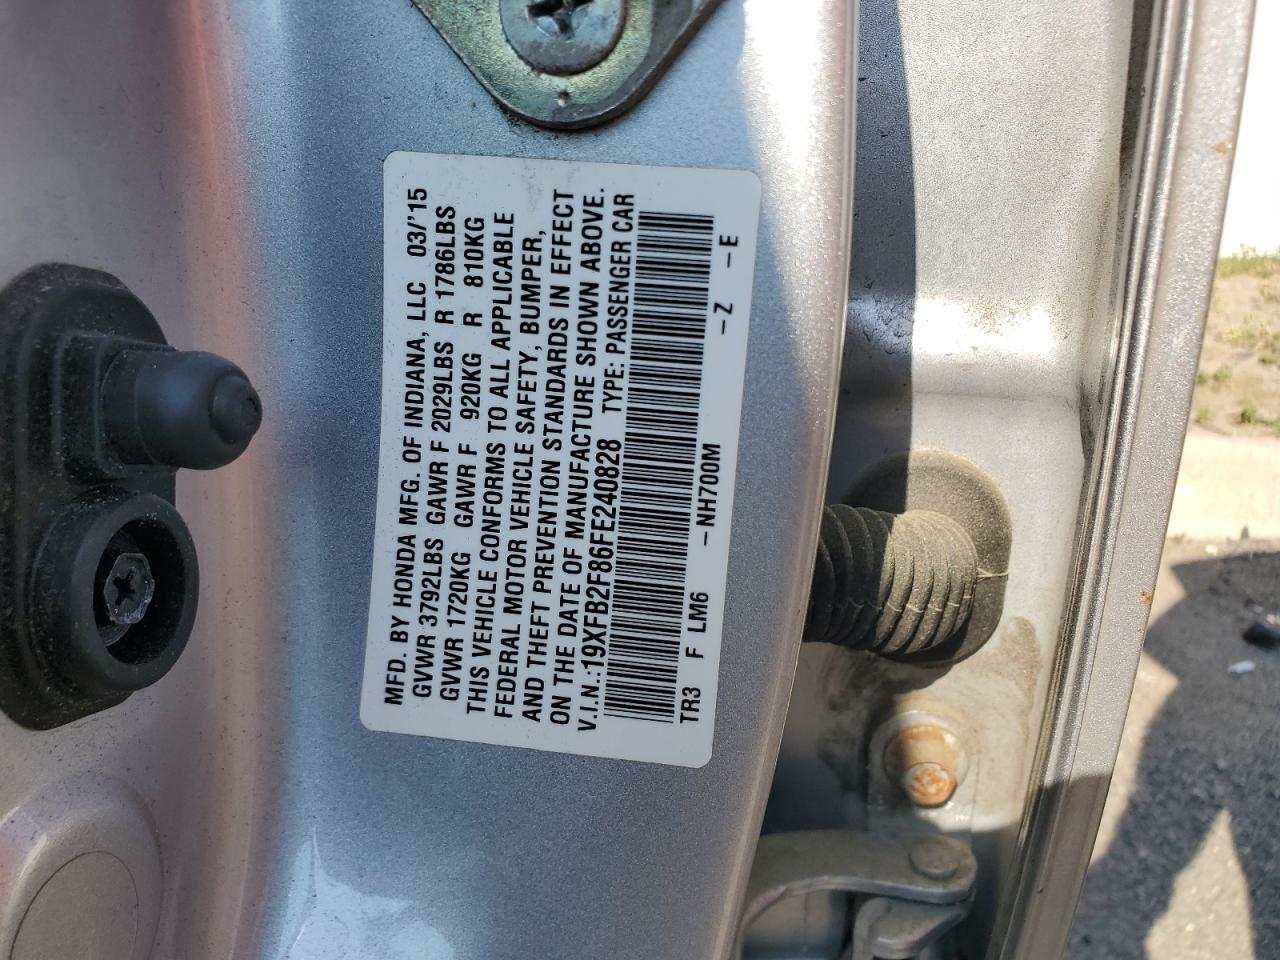 MFD. BY HONDA MFG. OF INDIANA, LLC 03/'15
GVWR 3792LBS GAWR F 2029LBS R 1786LBS
GVWR 1720KG GAWR F 920KG R 810KG
THIS VEHICLE CONFORMS TO ALL APPLICABLE
FEDERAL MOTOR VEHICLE SAFETY, BUMPER,
AND THEFT PREVENTION STANDARDS IN EFFECT
ON THE DATE OF MANUFACTURE SHOWN ABOVE.
V.I.N.:19XFB2F86FE240828 TYPE: PASSENGER CAR
TR3 F LM6 –NH700M –Z –E